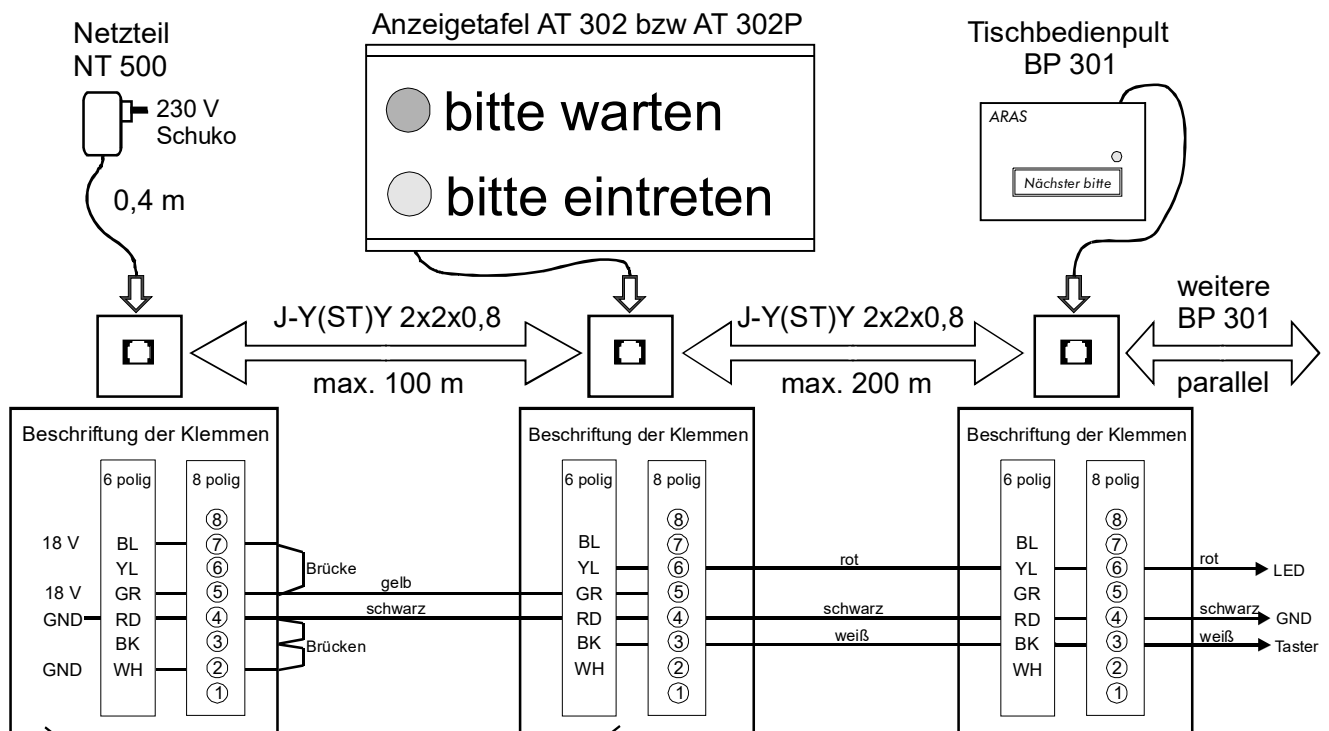 Netzteil
NT 500
230 V
Schuko
0,4 m
Anzeigetafel AT 302 bzw AT 302P
bitte warten
bitte eintreten
Tischbedienpult
BP 301
ARAS
Nächster bitte
J-Y(ST)Y 2x2x0,8
max. 100 m
J-Y(ST)Y 2x2x0,8
max. 200 m
weitere
BP 301
parallel
Beschriftung der Klemmen
6 polig 8 polig
8
18 V BL 7
YL 6 Brücke
18 V GR 5
GND RD 4
BK 3 Brücken
GND WH 2
1
gelb
schwarz
Beschriftung der Klemmen
6 polig 8 polig
8
BL 7
YL 6
GR 5
RD 4
BK 3
WH 2
1
rot
schwarz
weiß
Beschriftung der Klemmen
6 polig 8 polig
8
BL 7
YL 6 rot LED
GR 5
RD 4 schwarz GND
BK 3 weiß Taster
WH 2
1